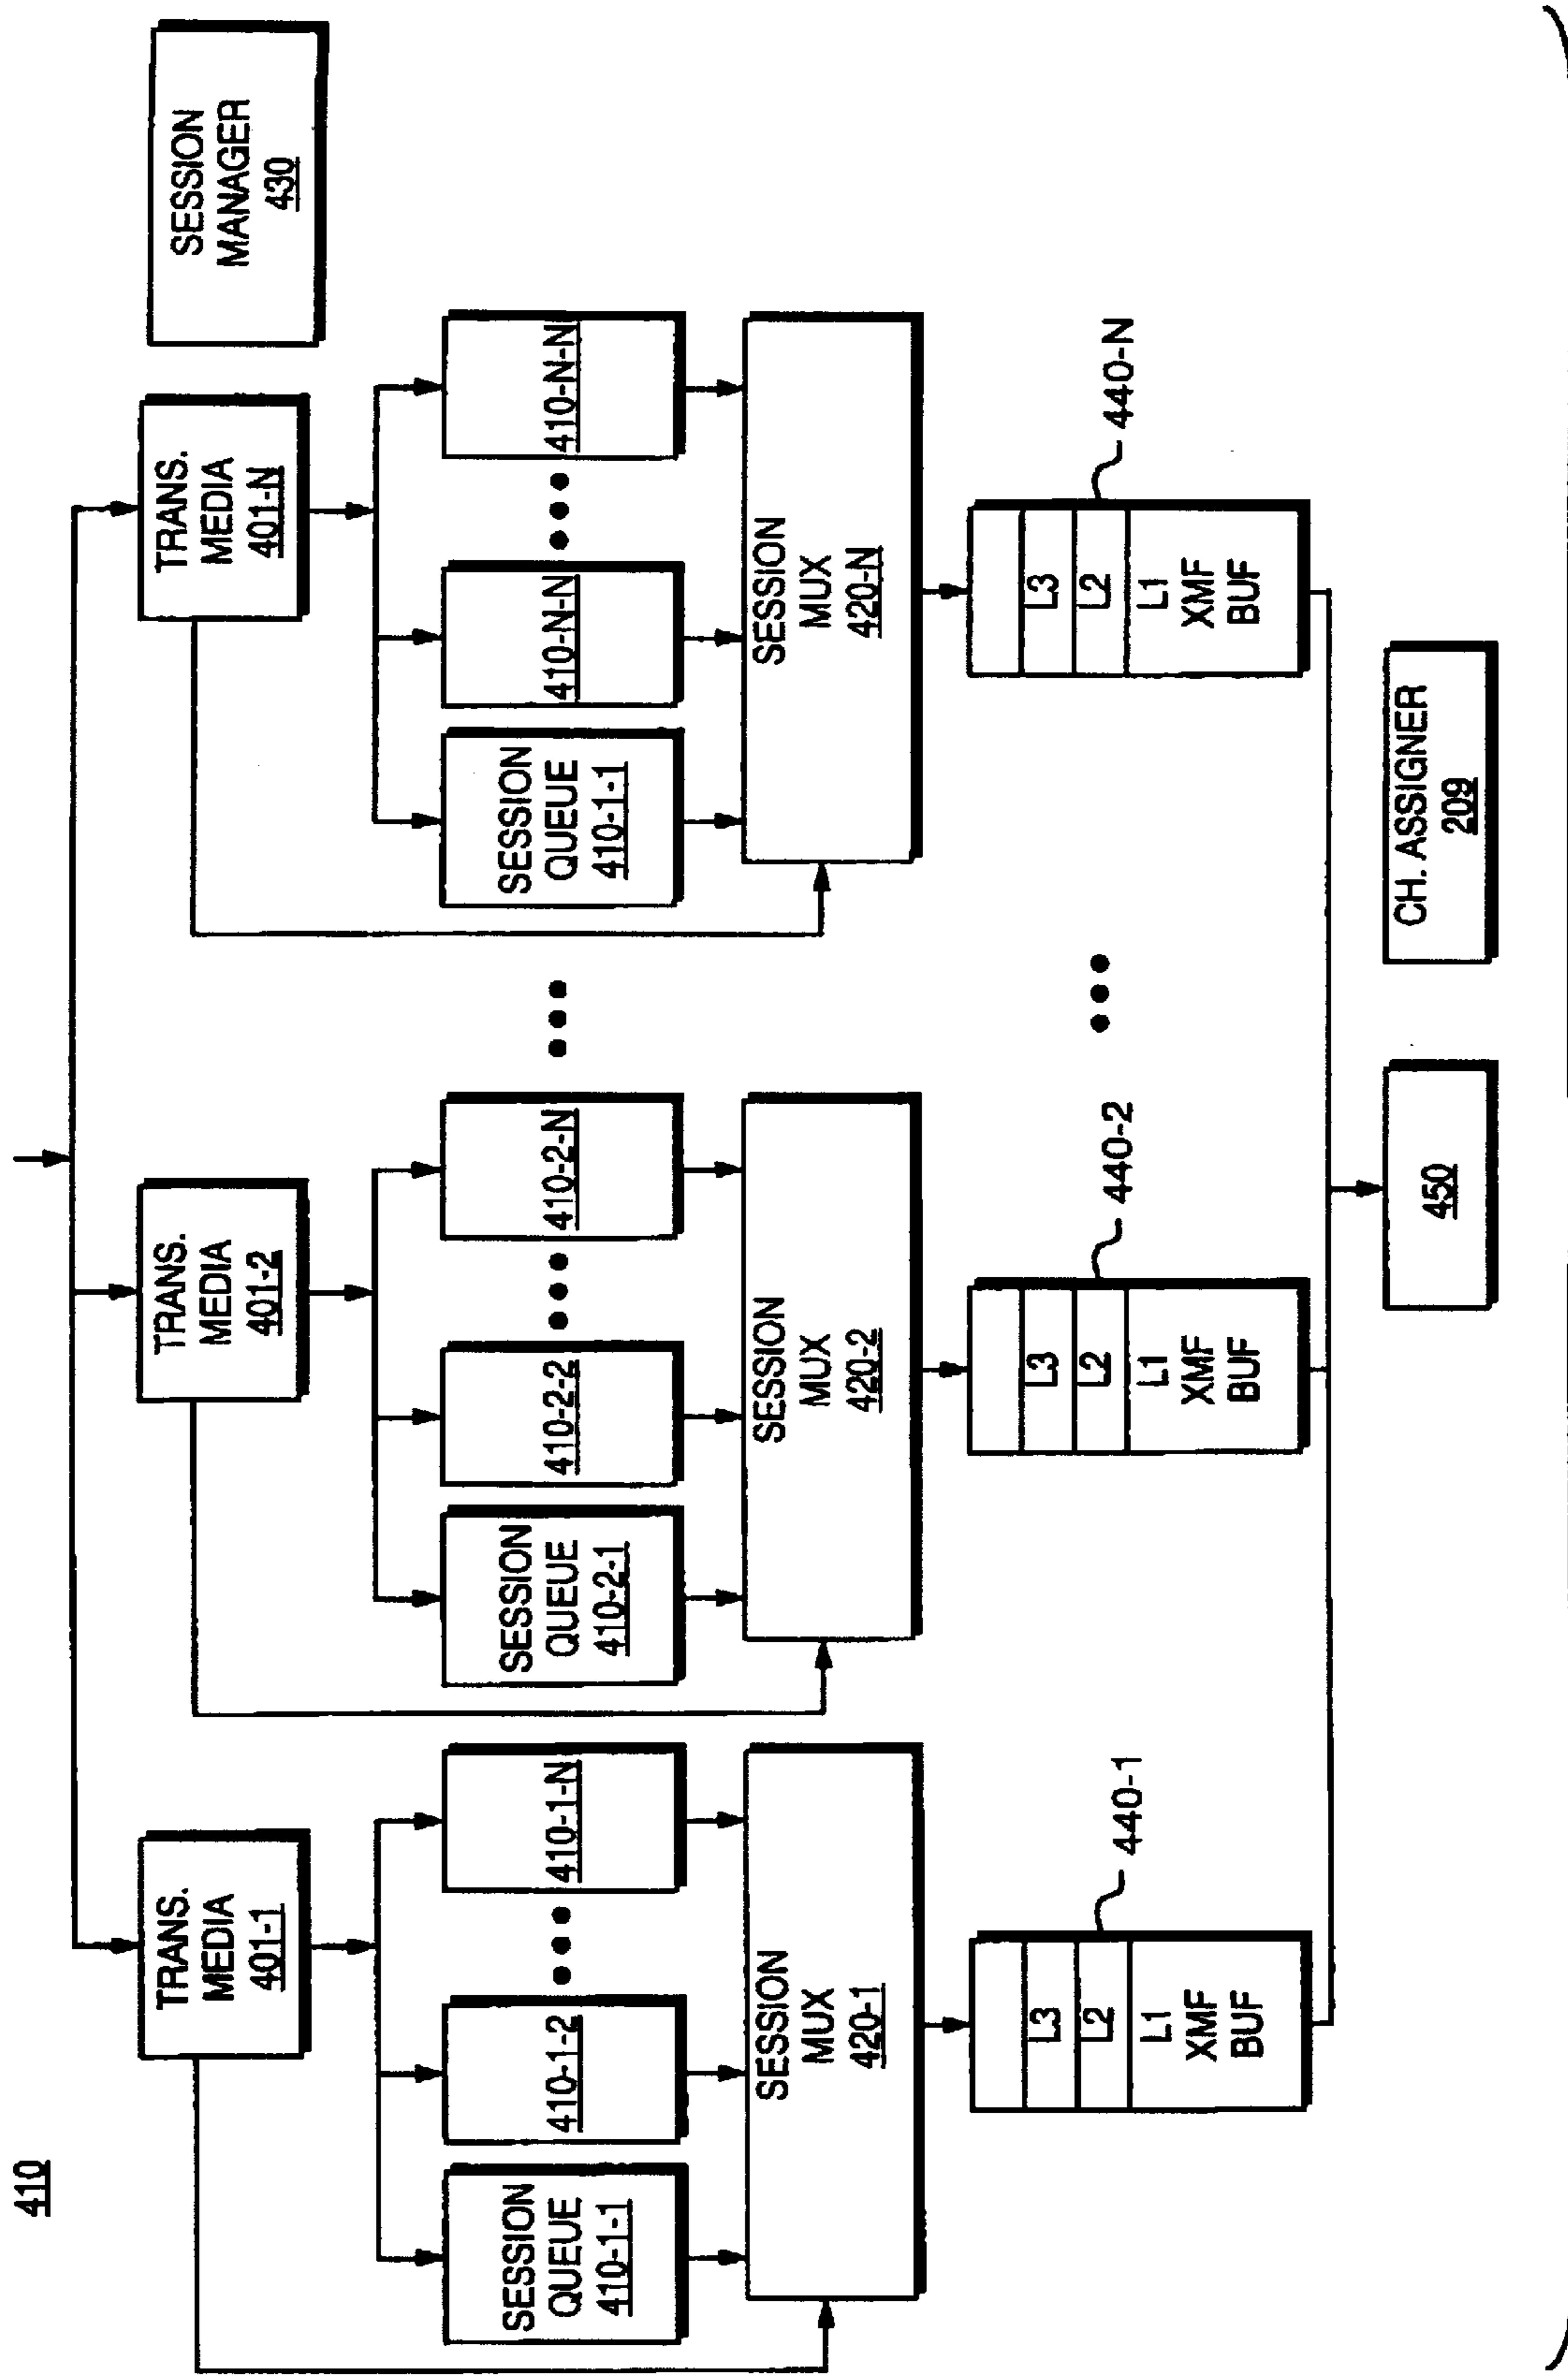 410
TRANS.
MEDIA
401-1
TRANS.
MEDIA
401-2
TRANS.
MEDIA
401-N
SESSION
MANAGER
430
SESSION
QUEUE
410-1-1
410-1-2
410-1-N
SESSION
QUEUE
410-2-1
410-2-2
410-2-N
SESSION
QUEUE
410-1-1
410-N-N
410-N-N
SESSION
MUX
420-1
SESSION
MUX
420-2
SESSION
MUX
420-N
L3
L2
L1
XMF
BUF
440-1
L3
L2
L1
XMF
BUF
440-2
L3
L2
L1
XMF
BUF
440-N
450
CH. ASSIGNER
209